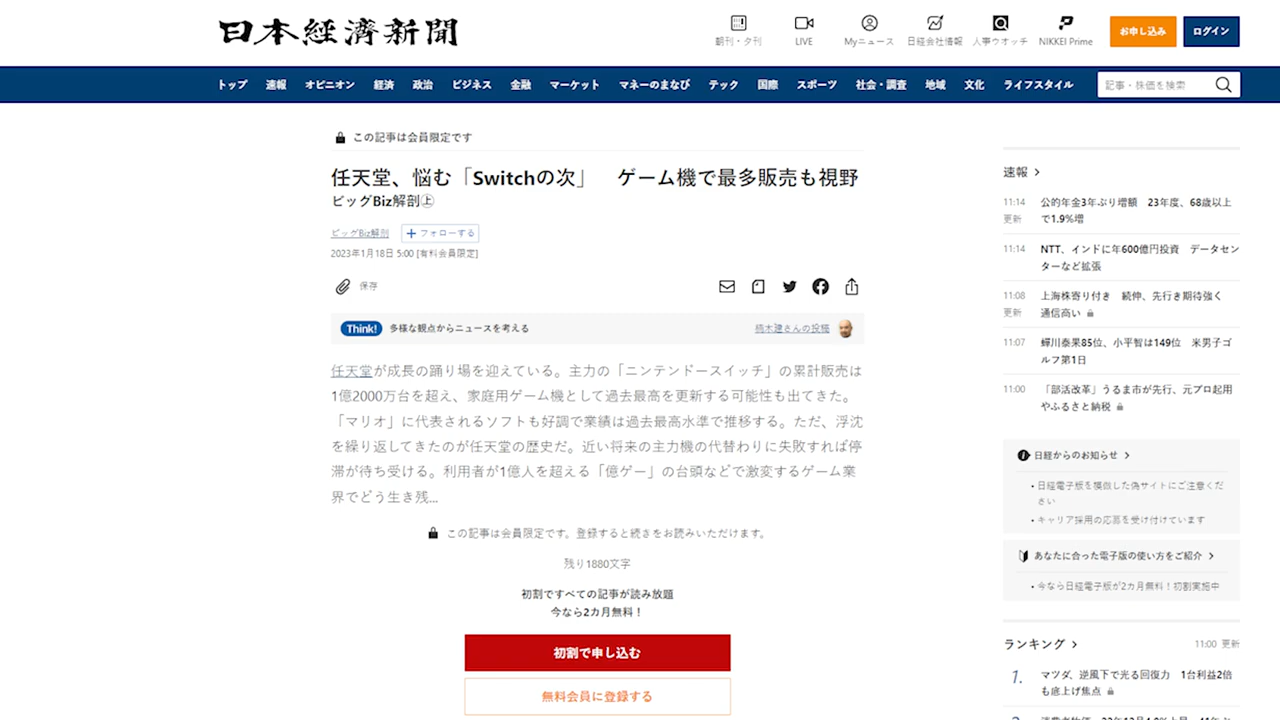 日本経済新聞
朝刊・夕刊
LIVE
Myニュース
日経会社情報
人事ウオッチ
NIKKEI Prime
お申し込み
ログイン
トップ 速報 オピニオン 経済 政治 ビジネス 金融 マーケット マネーのまなび テック 国際 スポーツ 社会・調査 地域 文化 ライフスタイル
記事・株価を検索
この記事は会員限定です
任天堂、悩む「Switchの次」 ゲーム機で最多販売も視野
ビッグBiz解剖㊤
ビッグBiz解剖
フォローする
2023年1月18日 5:00 [有料会員限定]
保存
Think! 多様な観点からニュースを考える
楠木建さんの投稿
任天堂が成長の踊り場を迎えている。主力の「ニンテンドースイッチ」の累計販売は
1億2000万台を超え、家庭用ゲーム機として過去最高を更新する可能性も出てきた。
「マリオ」に代表されるソフトも好調で業績は過去最高水準で推移する。ただ、浮沈
を繰り返してきたのが任天堂の歴史だ。近い将来の主力機の代替わりに失敗すれば停
滞が待ち受ける。利用者が1億人を超える「億ゲー」の台頭などで激変するゲーム業
界でどう生き残...
この記事は会員限定です。登録すると続きをお読みいただけます。
残り1880文字
初割ですべての記事が読み放題
今なら2カ月無料！
初割で申し込む
無料会員に登録する
速報
11:14 公的年金3年ぶり増額 23年度、68歳以上
更新 で1.9%増
11:14 NTT、インドに年600億円投資 データセン
ターなど拡張
11:08 上海株寄り付き 続伸、先行き期待強く
更新 通信高い
11:07 蟬川泰果85位、小平智は149位 米男子ゴ
ルフ第1日
11:00 「部活改革」うるま市が先行、元プロ起用
やふるさと納税
日経からのお知らせ
・日経電子版を模倣した偽サイトにご注意くだ
さい
・キャリア採用の応募を受け付けています
あなたに合った電子版の使い方をご紹介
・今なら日経電子版が2カ月無料！初割実施中
ランキング
11:00 更新
1. マツダ、逆風下で光る回復力 1台利益2倍
も底上げ焦点